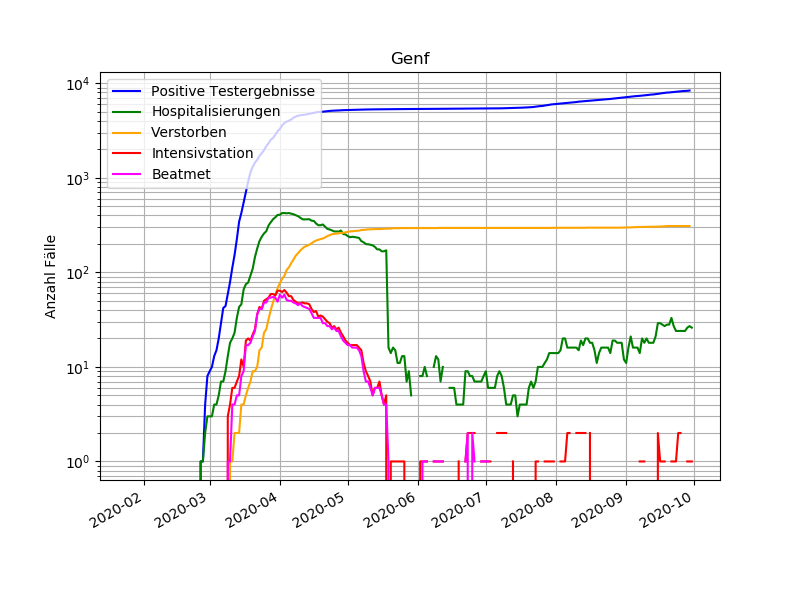 Genf
Anzahl Fälle
10^4
10^3
10^2
10^1
10^0
Positive Testergebnisse
Hospitalisierungen
Verstorben
Intensivstation
Beatmet
2020-02
2020-03
2020-04
2020-05
2020-06
2020-07
2020-08
2020-09
2020-10